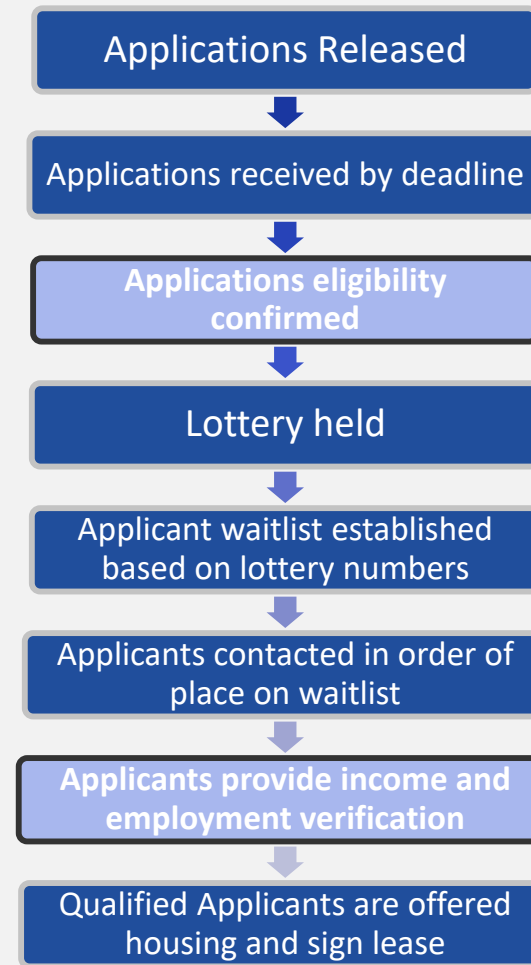 Applications Released
Applications received by deadline
Applications eligibility
confirmed
Lottery held
Applicant waitlist established
based on lottery numbers
Applicants contacted in order of
place on waitlist
Applicants provide income and
employment verification
Qualified Applicants are offered
housing and sign lease